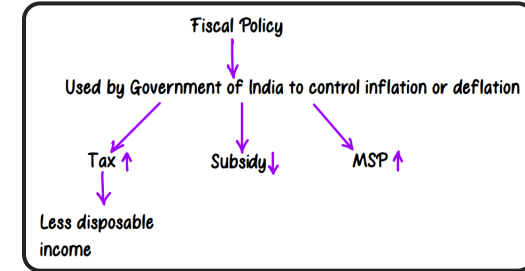 Fiscal Policy
Used by Government of India to control inflation or deflation
Tax ↑ Subsidy ↓ MSP ↑
Less disposable
income